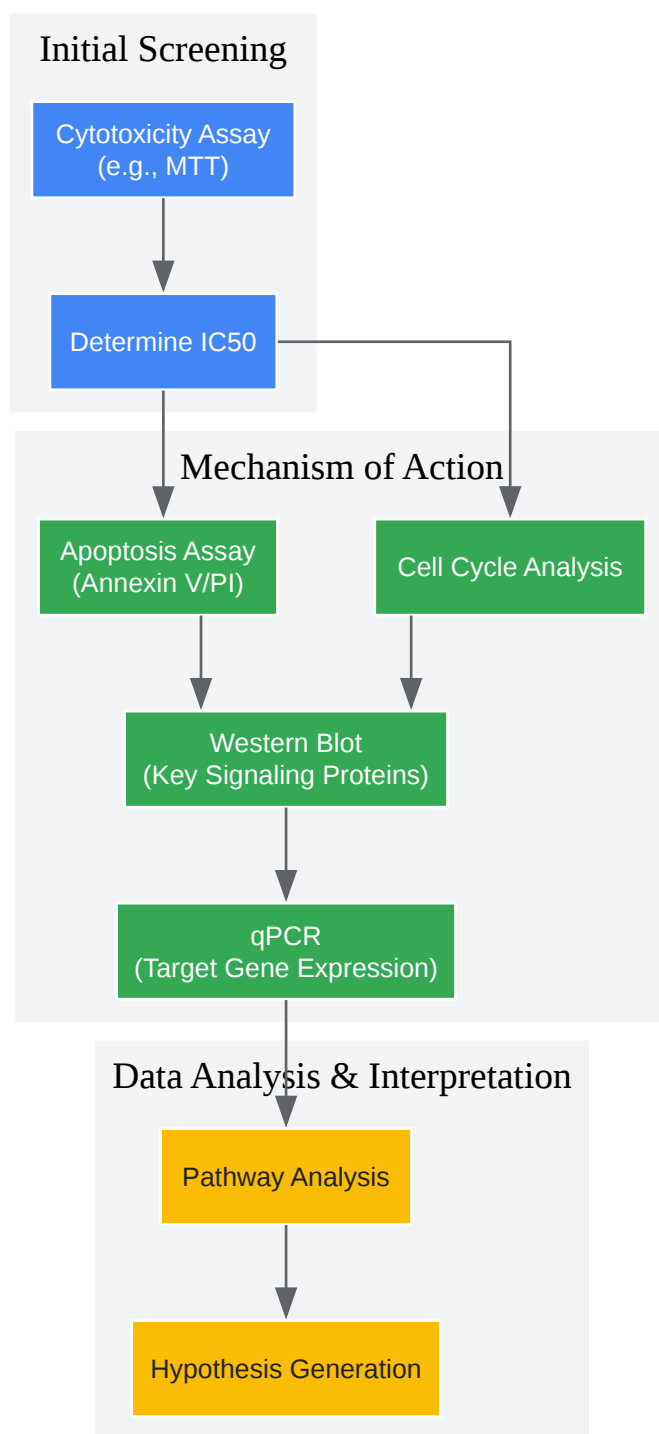 Initial Screening
Cytotoxicity Assay
(e.g., MTT)
Determine IC50
Mechanism of Action
Apoptosis Assay
(Annexin V/PI)
Cell Cycle Analysis
Western Blot
(Key Signaling Proteins)
qPCR
(Target Gene Expression)
Data Analysis & Interpretation
Pathway Analysis
Hypothesis Generation